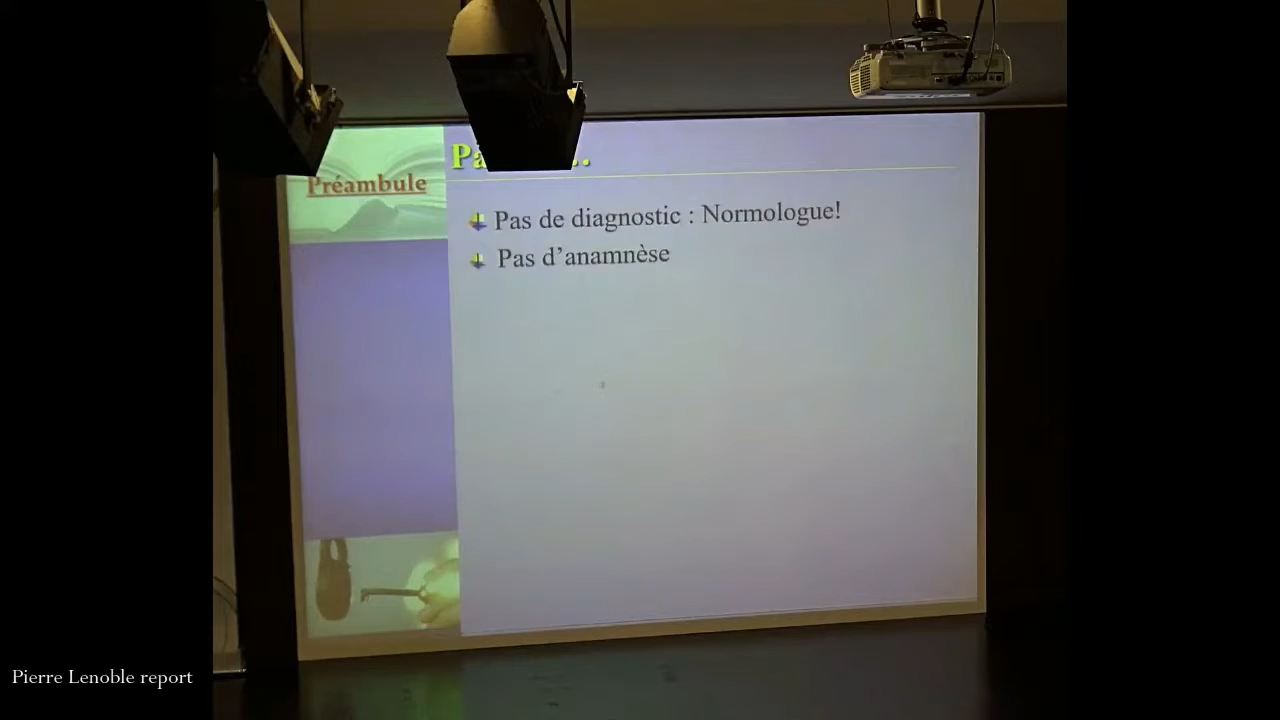 Préambule
Pas de diagnostic : Normologue!
Pas d’anamnèse
Pierre Lenoble report